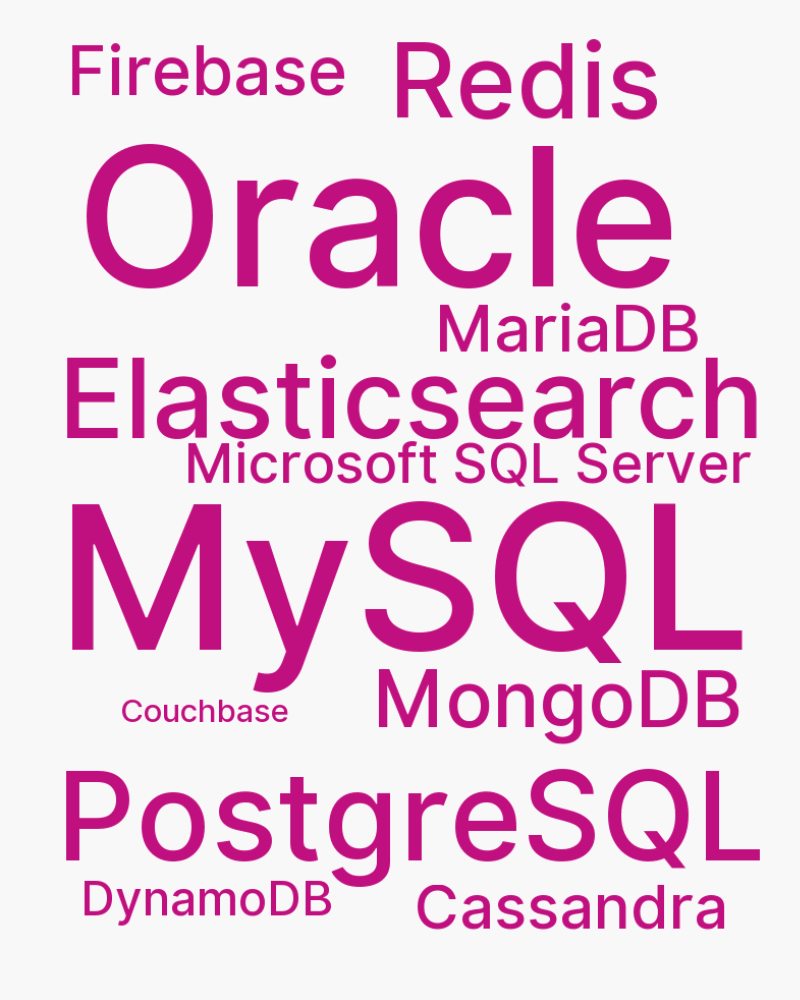 Firebase Redis
Oracle
MariaDB
Elasticsearch
Microsoft SQL Server
MySQL
Couchbase MongoDB
PostgreSQL
DynamoDB Cassandra